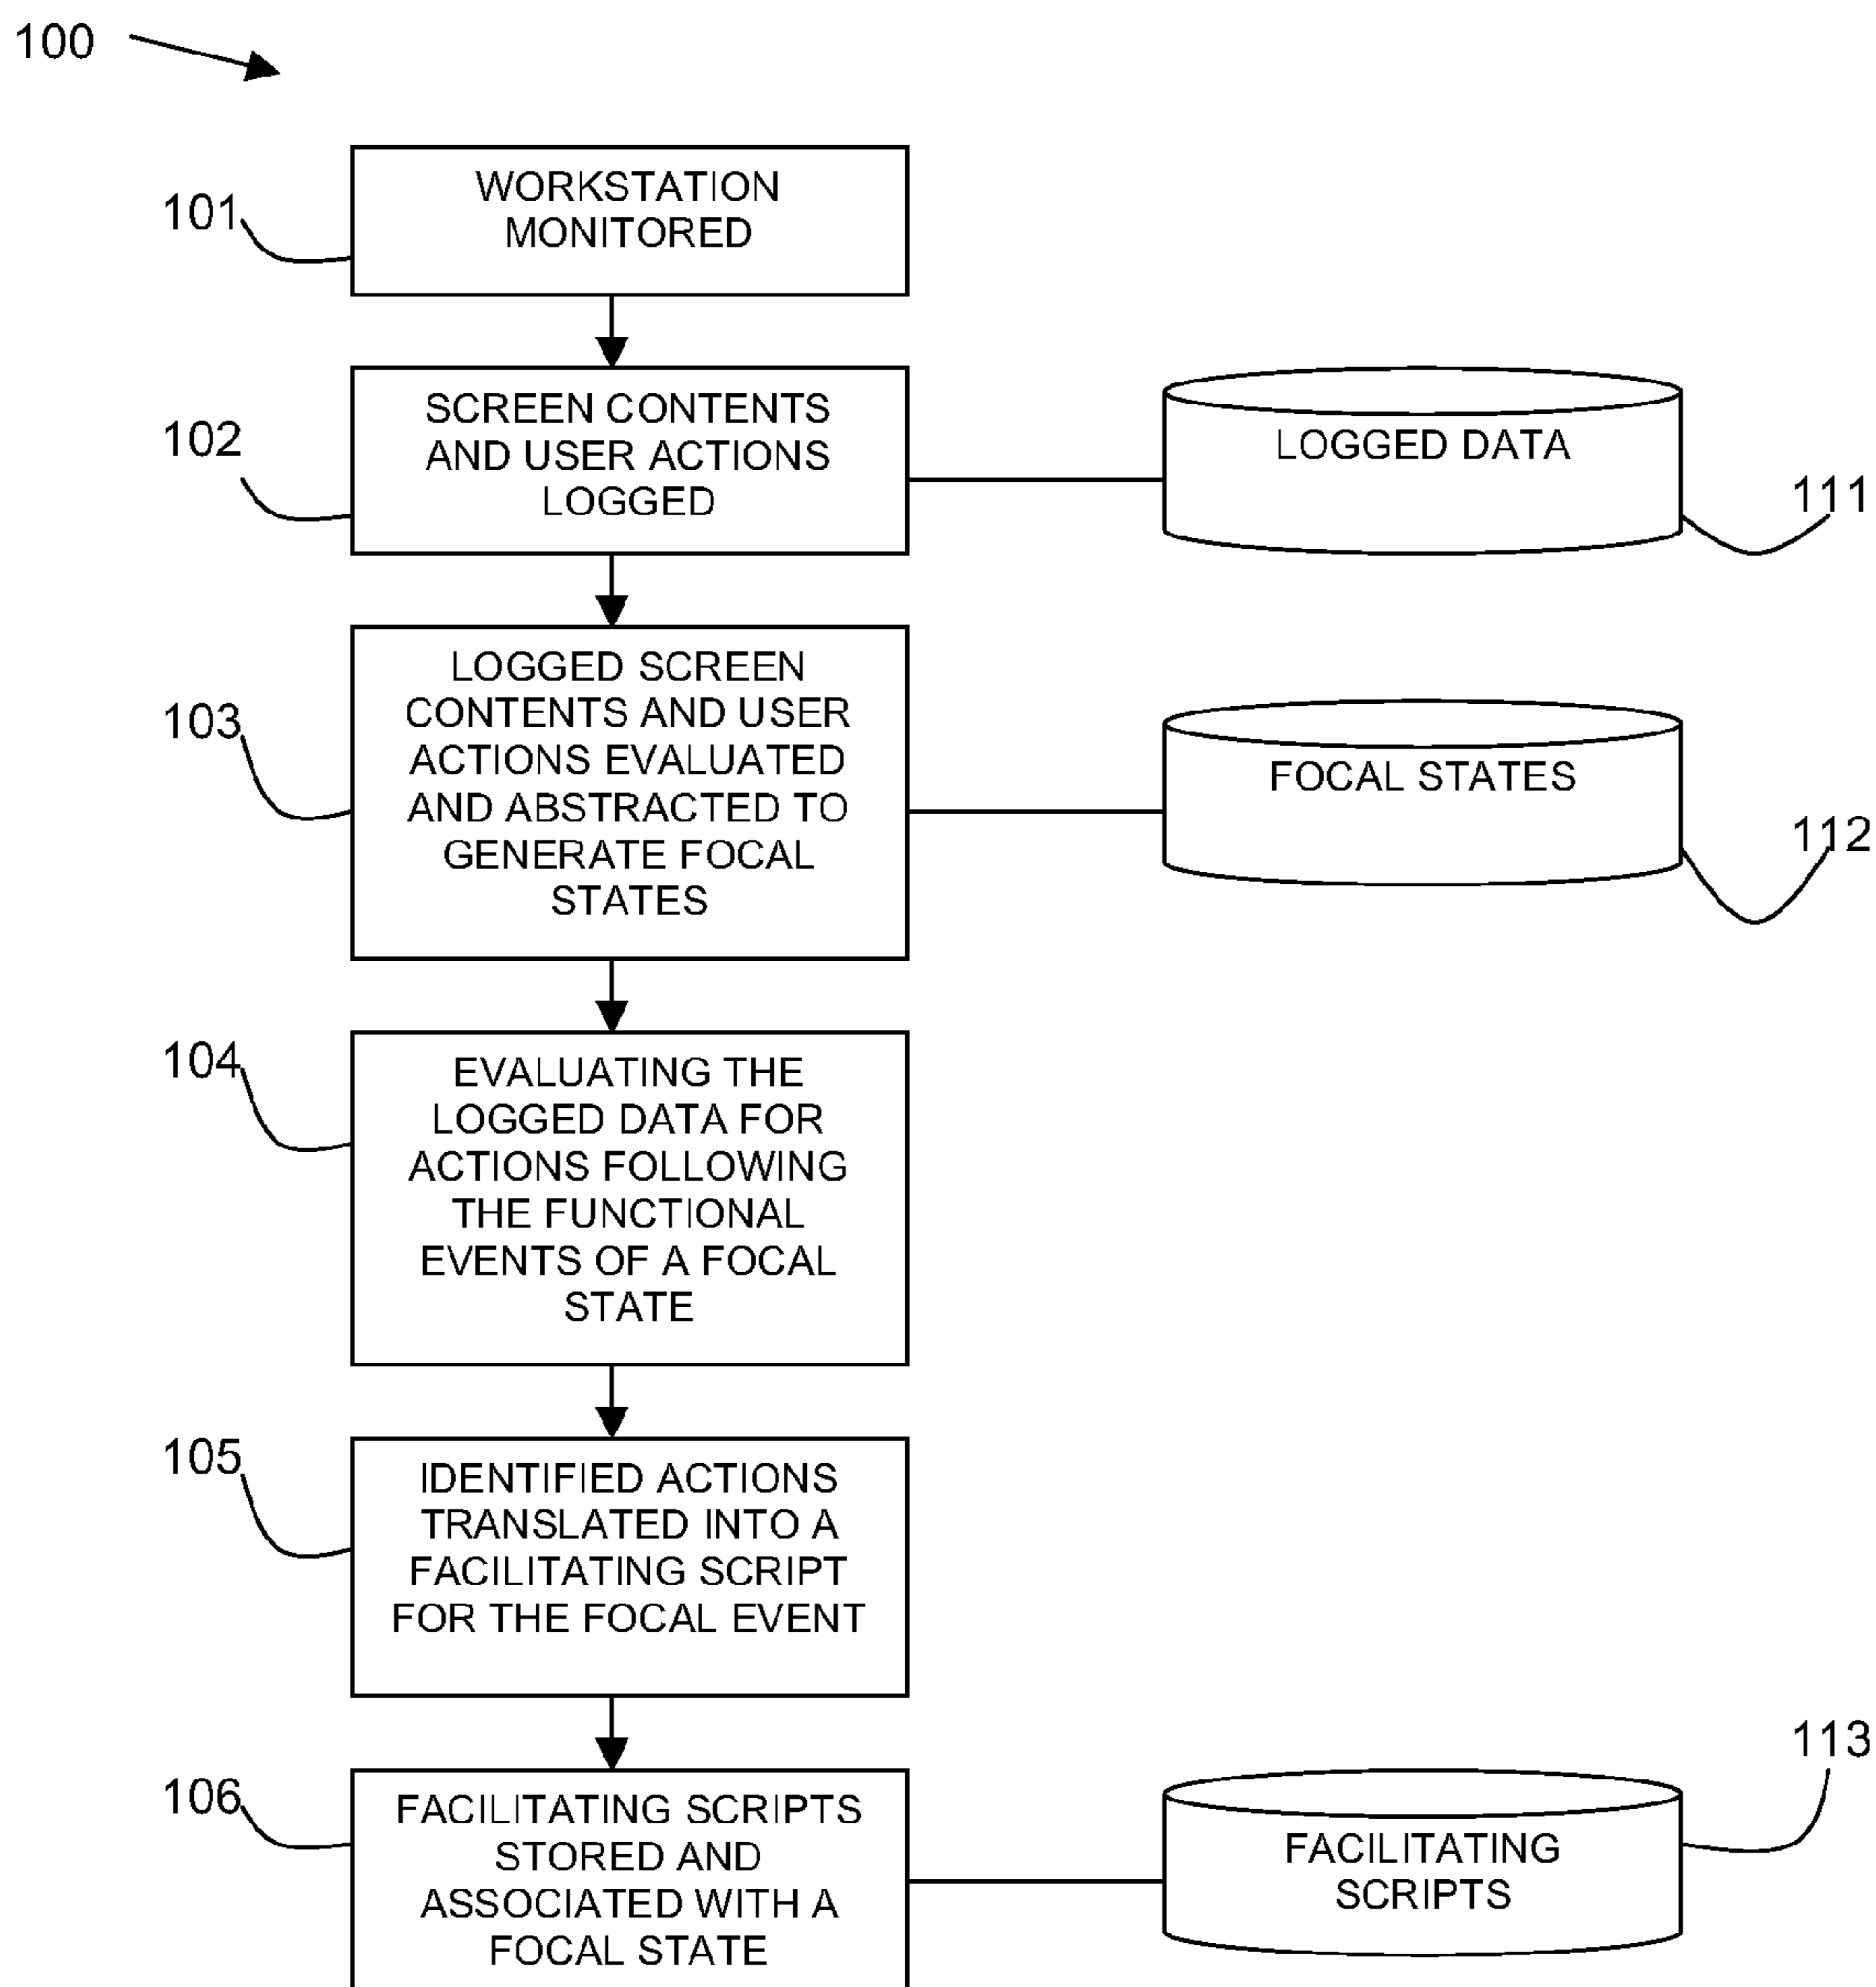 100
101
WORKSTATION
MONITORED
102
SCREEN CONTENTS
AND USER ACTIONS
LOGGED
LOGGED DATA
111
103
LOGGED SCREEN
CONTENTS AND USER
ACTIONS EVALUATED
AND ABSTRACTED TO
GENERATE FOCAL
STATES
FOCAL STATES
112
104
EVALUATING THE
LOGGED DATA FOR
ACTIONS FOLLOWING
THE FUNCTIONAL
EVENTS OF A FOCAL
STATE
105
IDENTIFIED ACTIONS
TRANSLATED INTO A
FACILITATING SCRIPT
FOR THE FOCAL EVENT
106
FACILITATING SCRIPTS
STORED AND
ASSOCIATED WITH A
FOCAL STATE
FACILITATING
SCRIPTS
113